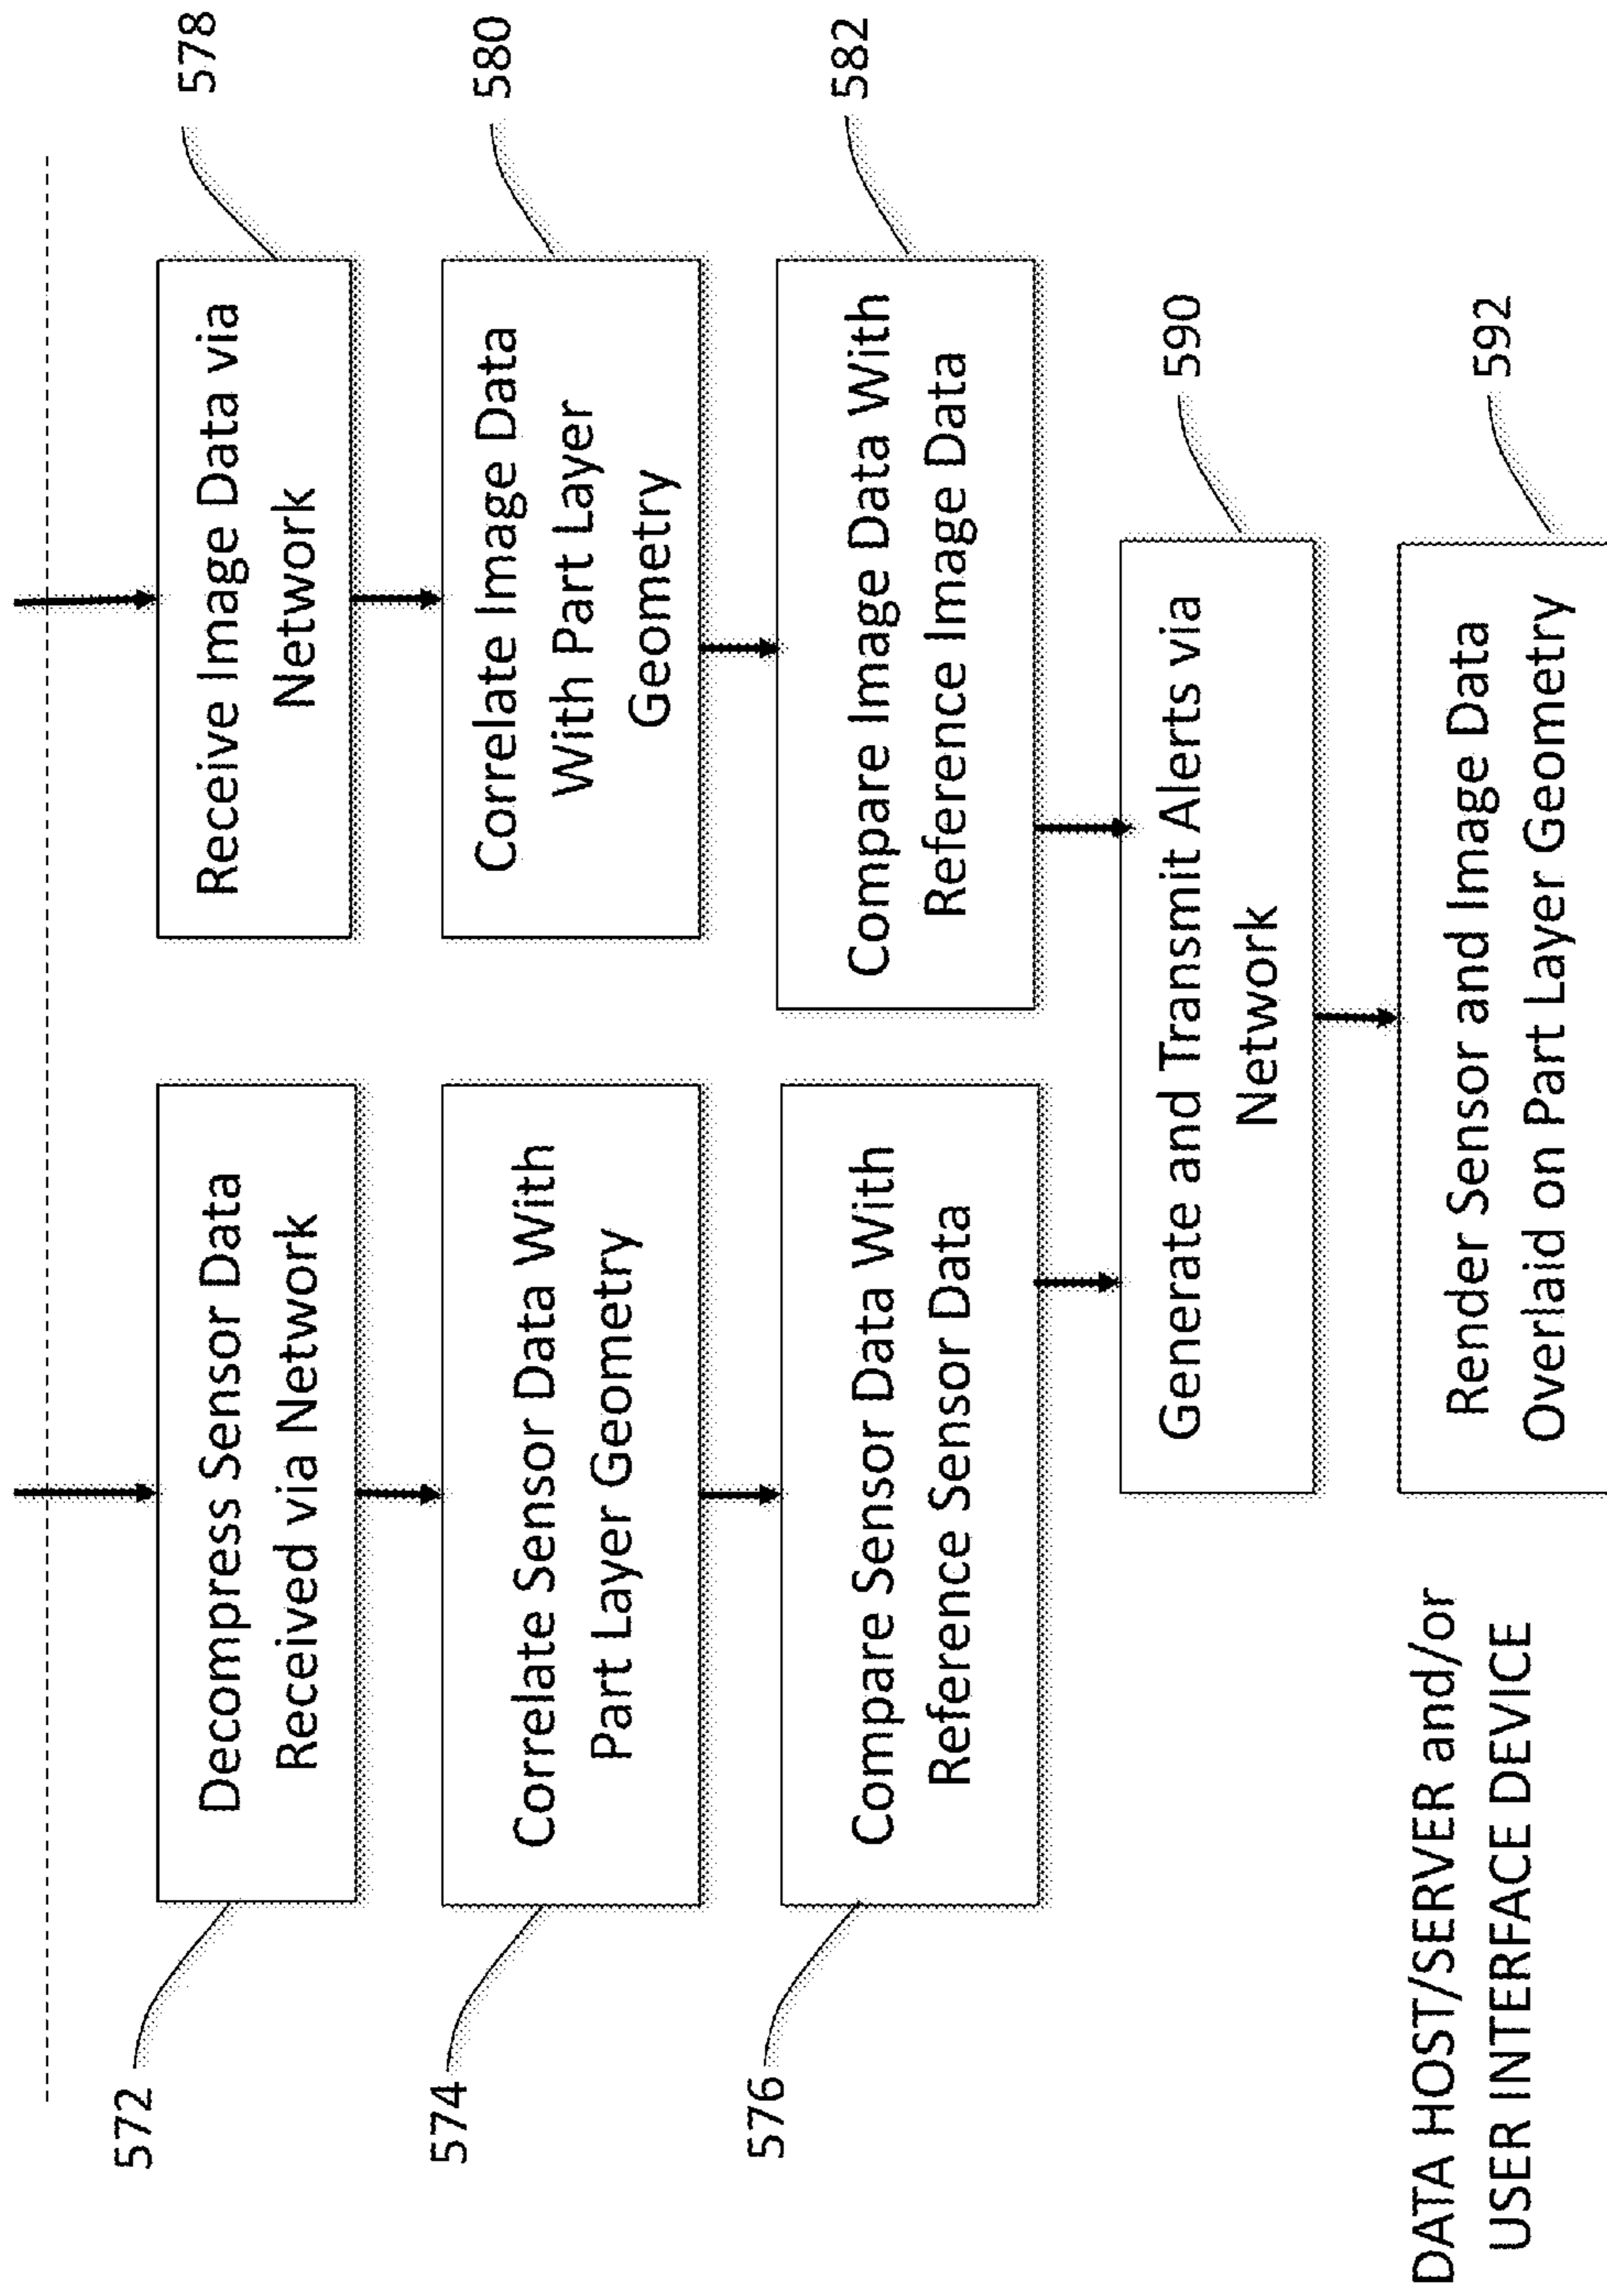 572
Decompress Sensor Data
Received via Network
Receive Image Data via
Network
578
574
Correlate Sensor Data With
Part Layer Geometry
Correlate Image Data
With Part Layer
Geometry
580
576
Compare Sensor Data With
Reference Sensor Data
Compare Image Data With
Reference Image Data
582
Generate and Transmit Alerts via
Network
590
DATA HOST/SERVER and/or
USER INTERFACE DEVICE
Render Sensor and Image Data
Overlaid on Part Layer Geometry
592